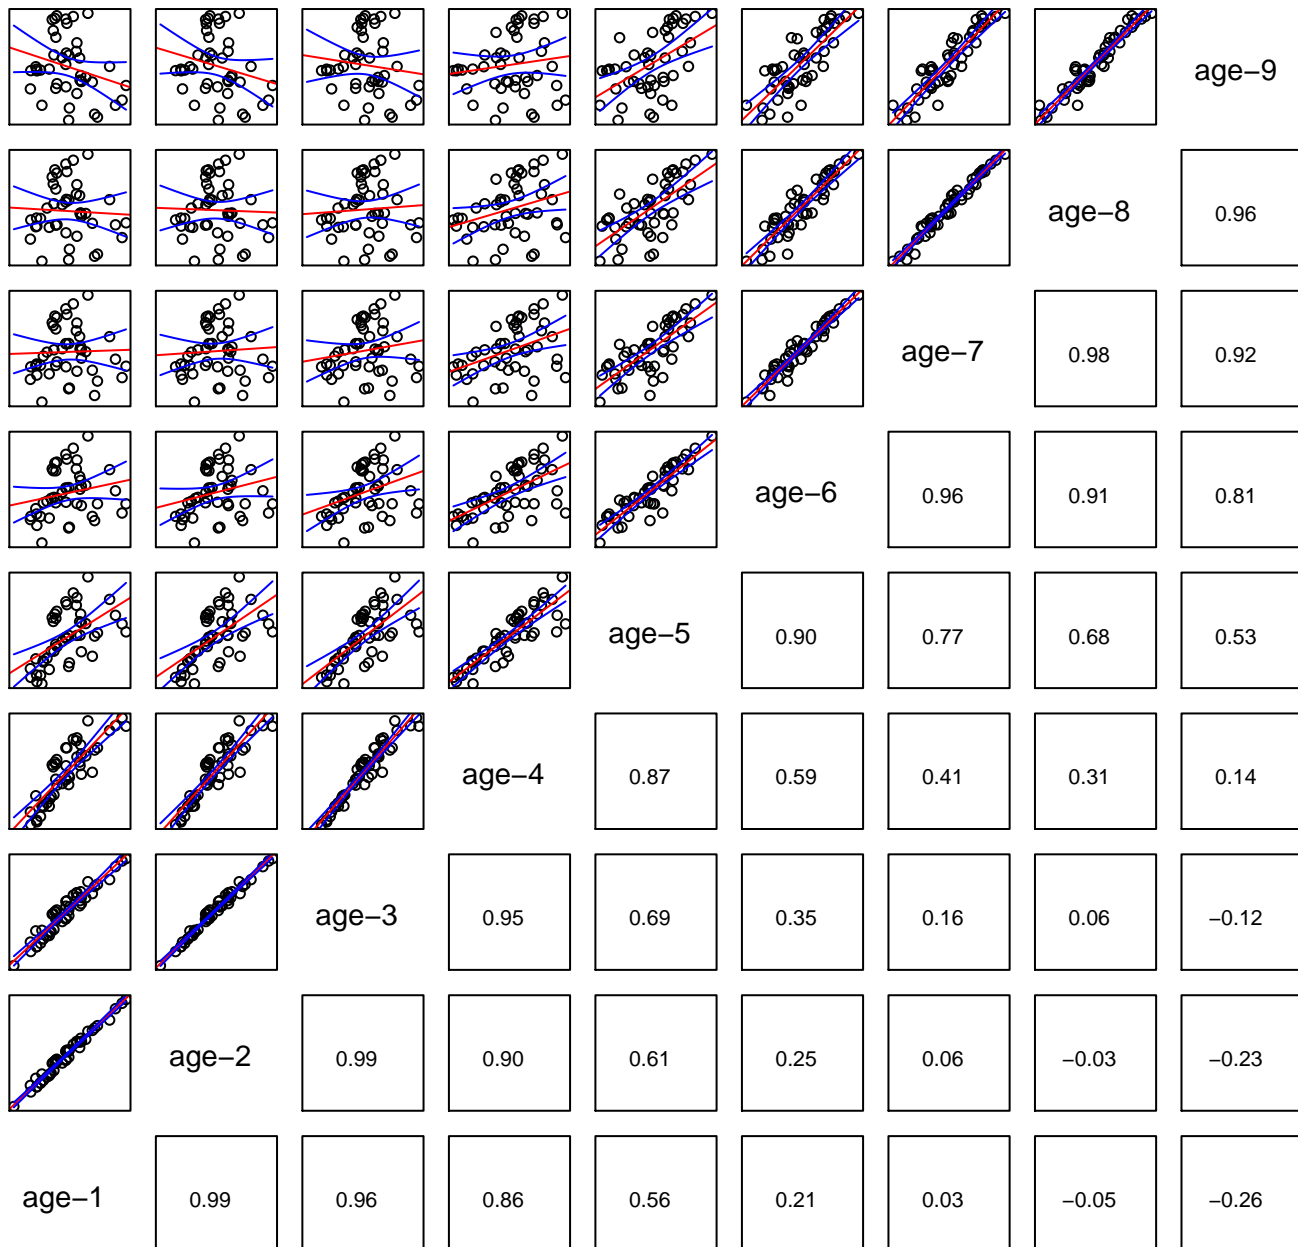 age−9
age−8 0.96
age−7 0.98 0.92
age−6 0.96 0.91 0.81
age−5 0.90 0.77 0.68 0.53
age−4 0.87 0.59 0.41 0.31 0.14
age−3 0.95 0.69 0.35 0.16 0.06 −0.12
age−2 0.99 0.90 0.61 0.25 0.06 −0.03 −0.23
age−1 0.99 0.96 0.86 0.56 0.21 0.03 −0.05 −0.26